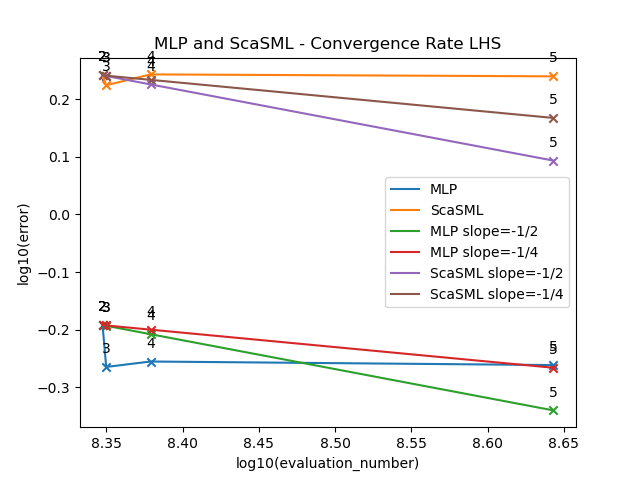 MLP and ScaSML - Convergence Rate LHS
2 3 4 5
3 4
4 5
5
0.2
0.1
0.0
−0.1
−0.2
−0.3
log10(error)
MLP
ScaSML
MLP slope=-1/2
MLP slope=-1/4
ScaSML slope=-1/2
ScaSML slope=-1/4
2 3 4
4
3 4 5
5
5
8.35 8.40 8.45 8.50 8.55 8.60 8.65
log10(evaluation_number)